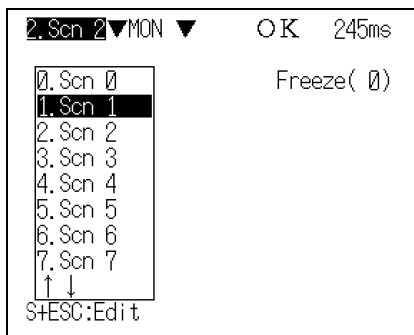 2.Scn 2▼MON ▼ OK 245ms
Freeze( 0)
0.Scn 0
1.Scn 1
2.Scn 2
3.Scn 3
4.Scn 4
5.Scn 5
6.Scn 6
7.Scn 7
↑ ↓
S+ESC:Edit